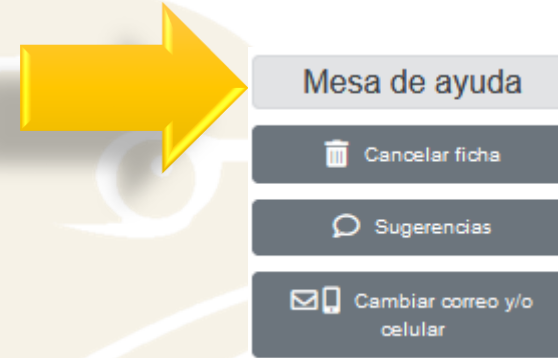 Mesa de ayuda
Cancelar ficha
Sugerencias
Cambiar correo y/o
celular